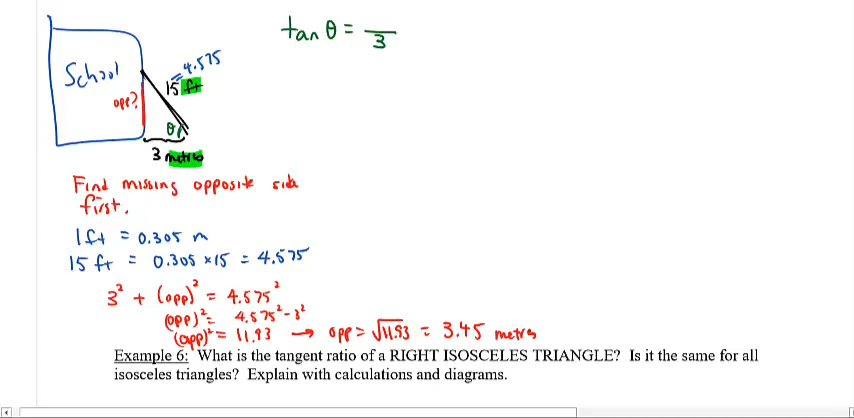 tan θ = 
3
School
= 4.575
15 ft
opp?
θ
3 metres
Find missing opposite side
first.
1ft = 0.305 m
15 ft = 0.305 × 15 = 4.575
3² + (opp)² = 4.575²
(opp)² = 4.575² - 3²
(opp)² = 11.93 → opp = √11.93 = 3.45 metres
Example 6: What is the tangent ratio of a RIGHT ISOSCELES TRIANGLE? Is it the same for all
isosceles triangles? Explain with calculations and diagrams.